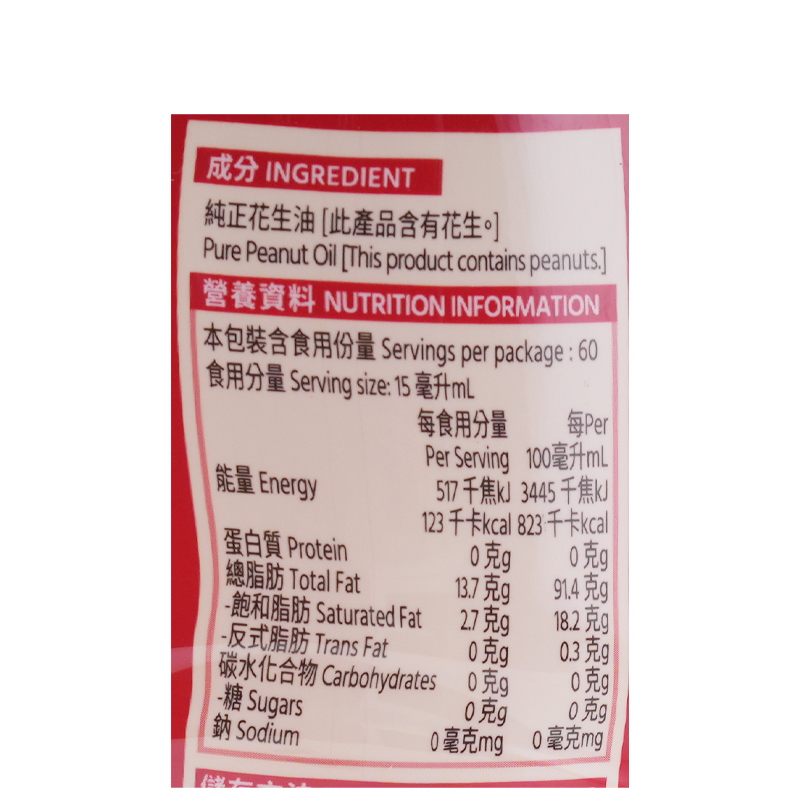 成分 INGREDIENT
純正花生油 [此產品含有花生。]
Pure Peanut Oil [This product contains peanuts.]
營養資料 NUTRITION INFORMATION
本包裝含食用份量 Servings per package : 60
食用分量 Serving size: 15 毫升mL
每食用分量 每Per
Per Serving 100毫升mL
能量 Energy 517 千焦kJ 3445 千焦kJ
123 千卡kcal 823 千卡kcal
蛋白質 Protein 0 克g 0 克g
總脂肪 Total Fat 13.7 克g 91.4 克g
-飽和脂肪 Saturated Fat 2.7 克g 18.2 克g
-反式脂肪 Trans Fat 0 克g 0.3 克g
碳水化合物 Carbohydrates 0 克g 0 克g
-糖 Sugars 0 克g 0 克g
鈉 Sodium 0 毫克mg 0 毫克mg